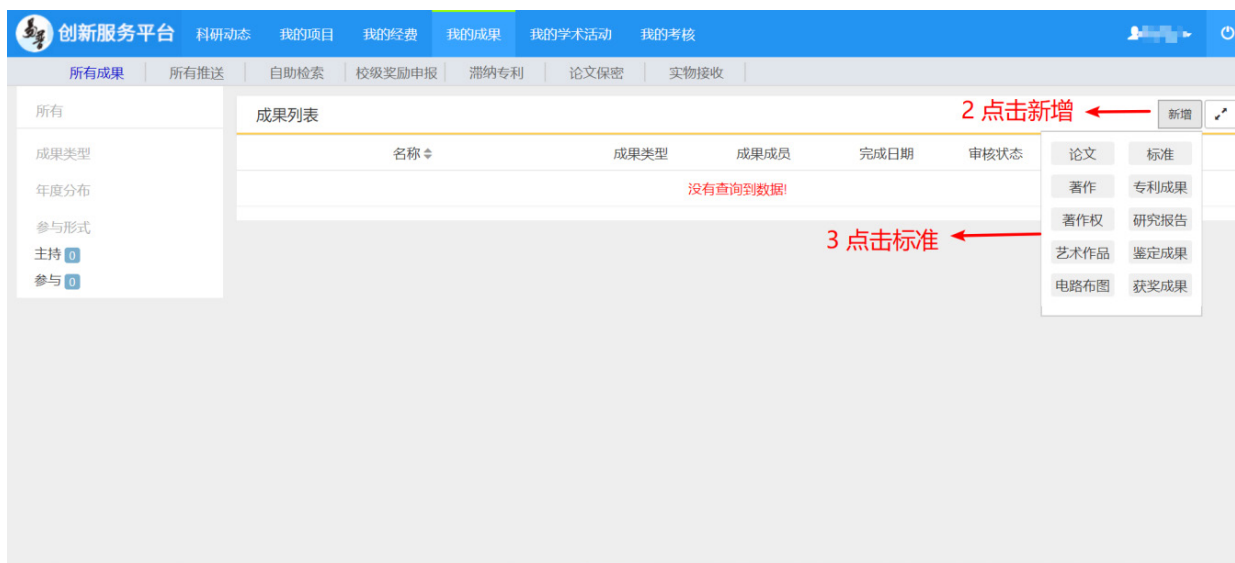 创新服务平台 科研动态 我的项目 我的经费 我的成果 我的学术活动 我的考核
所有成果 所有推送 自助检索 校级奖励申报 滞纳专利 论文保密 实物接收
所有
成果列表
2 点击新增
新增
成果类型
名称 成果类型 成果成员 完成日期 审核状态
论文 标准
年度分布
没有查询到数据!
著作 专利成果
参与形式
著作权 研究报告
3 点击标准
主持 0
艺术作品 鉴定成果
参与 0
电路布图 获奖成果